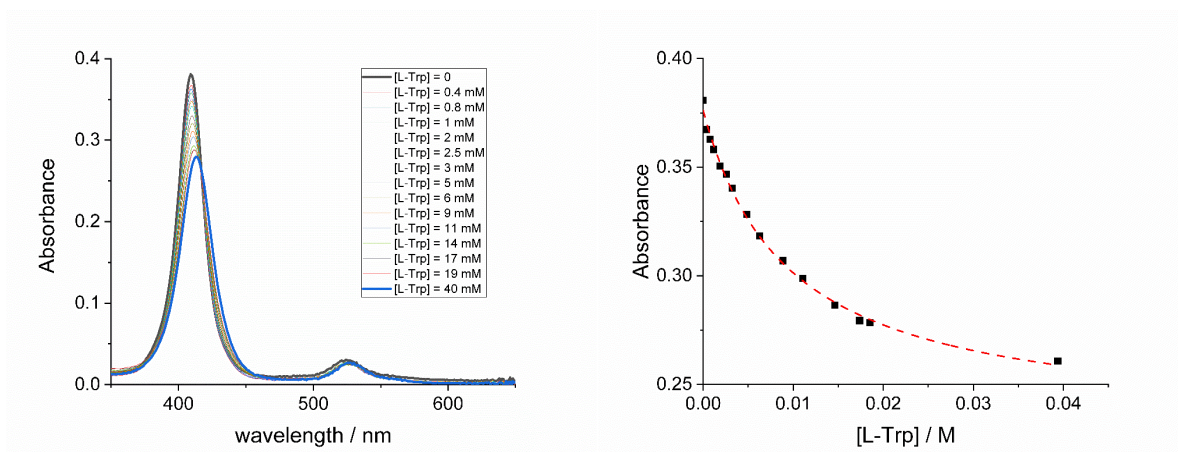 0.4
0.3
0.2
0.1
0.0
Absorbance
400
500
600
wavelength / nm
[L-Trp] = 0
[L-Trp] = 0.4 mM
[L-Trp] = 0.8 mM
[L-Trp] = 1 mM
[L-Trp] = 2 mM
[L-Trp] = 2.5 mM
[L-Trp] = 3 mM
[L-Trp] = 5 mM
[L-Trp] = 6 mM
[L-Trp] = 9 mM
[L-Trp] = 11 mM
[L-Trp] = 14 mM
[L-Trp] = 17 mM
[L-Trp] = 19 mM
[L-Trp] = 40 mM
0.40
0.35
0.30
0.25
Absorbance
0.00
0.01
0.02
0.03
0.04
[L-Trp] / M